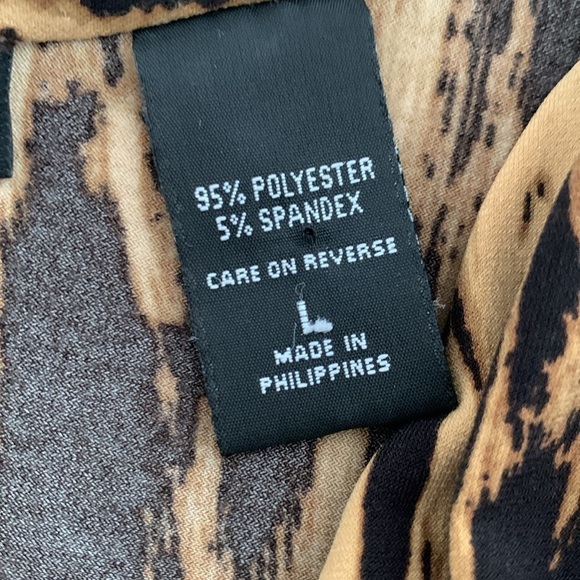 95% POLYESTER
5% SPANDEX
CARE ON REVERSE
L
MADE IN
PHILIPPINES